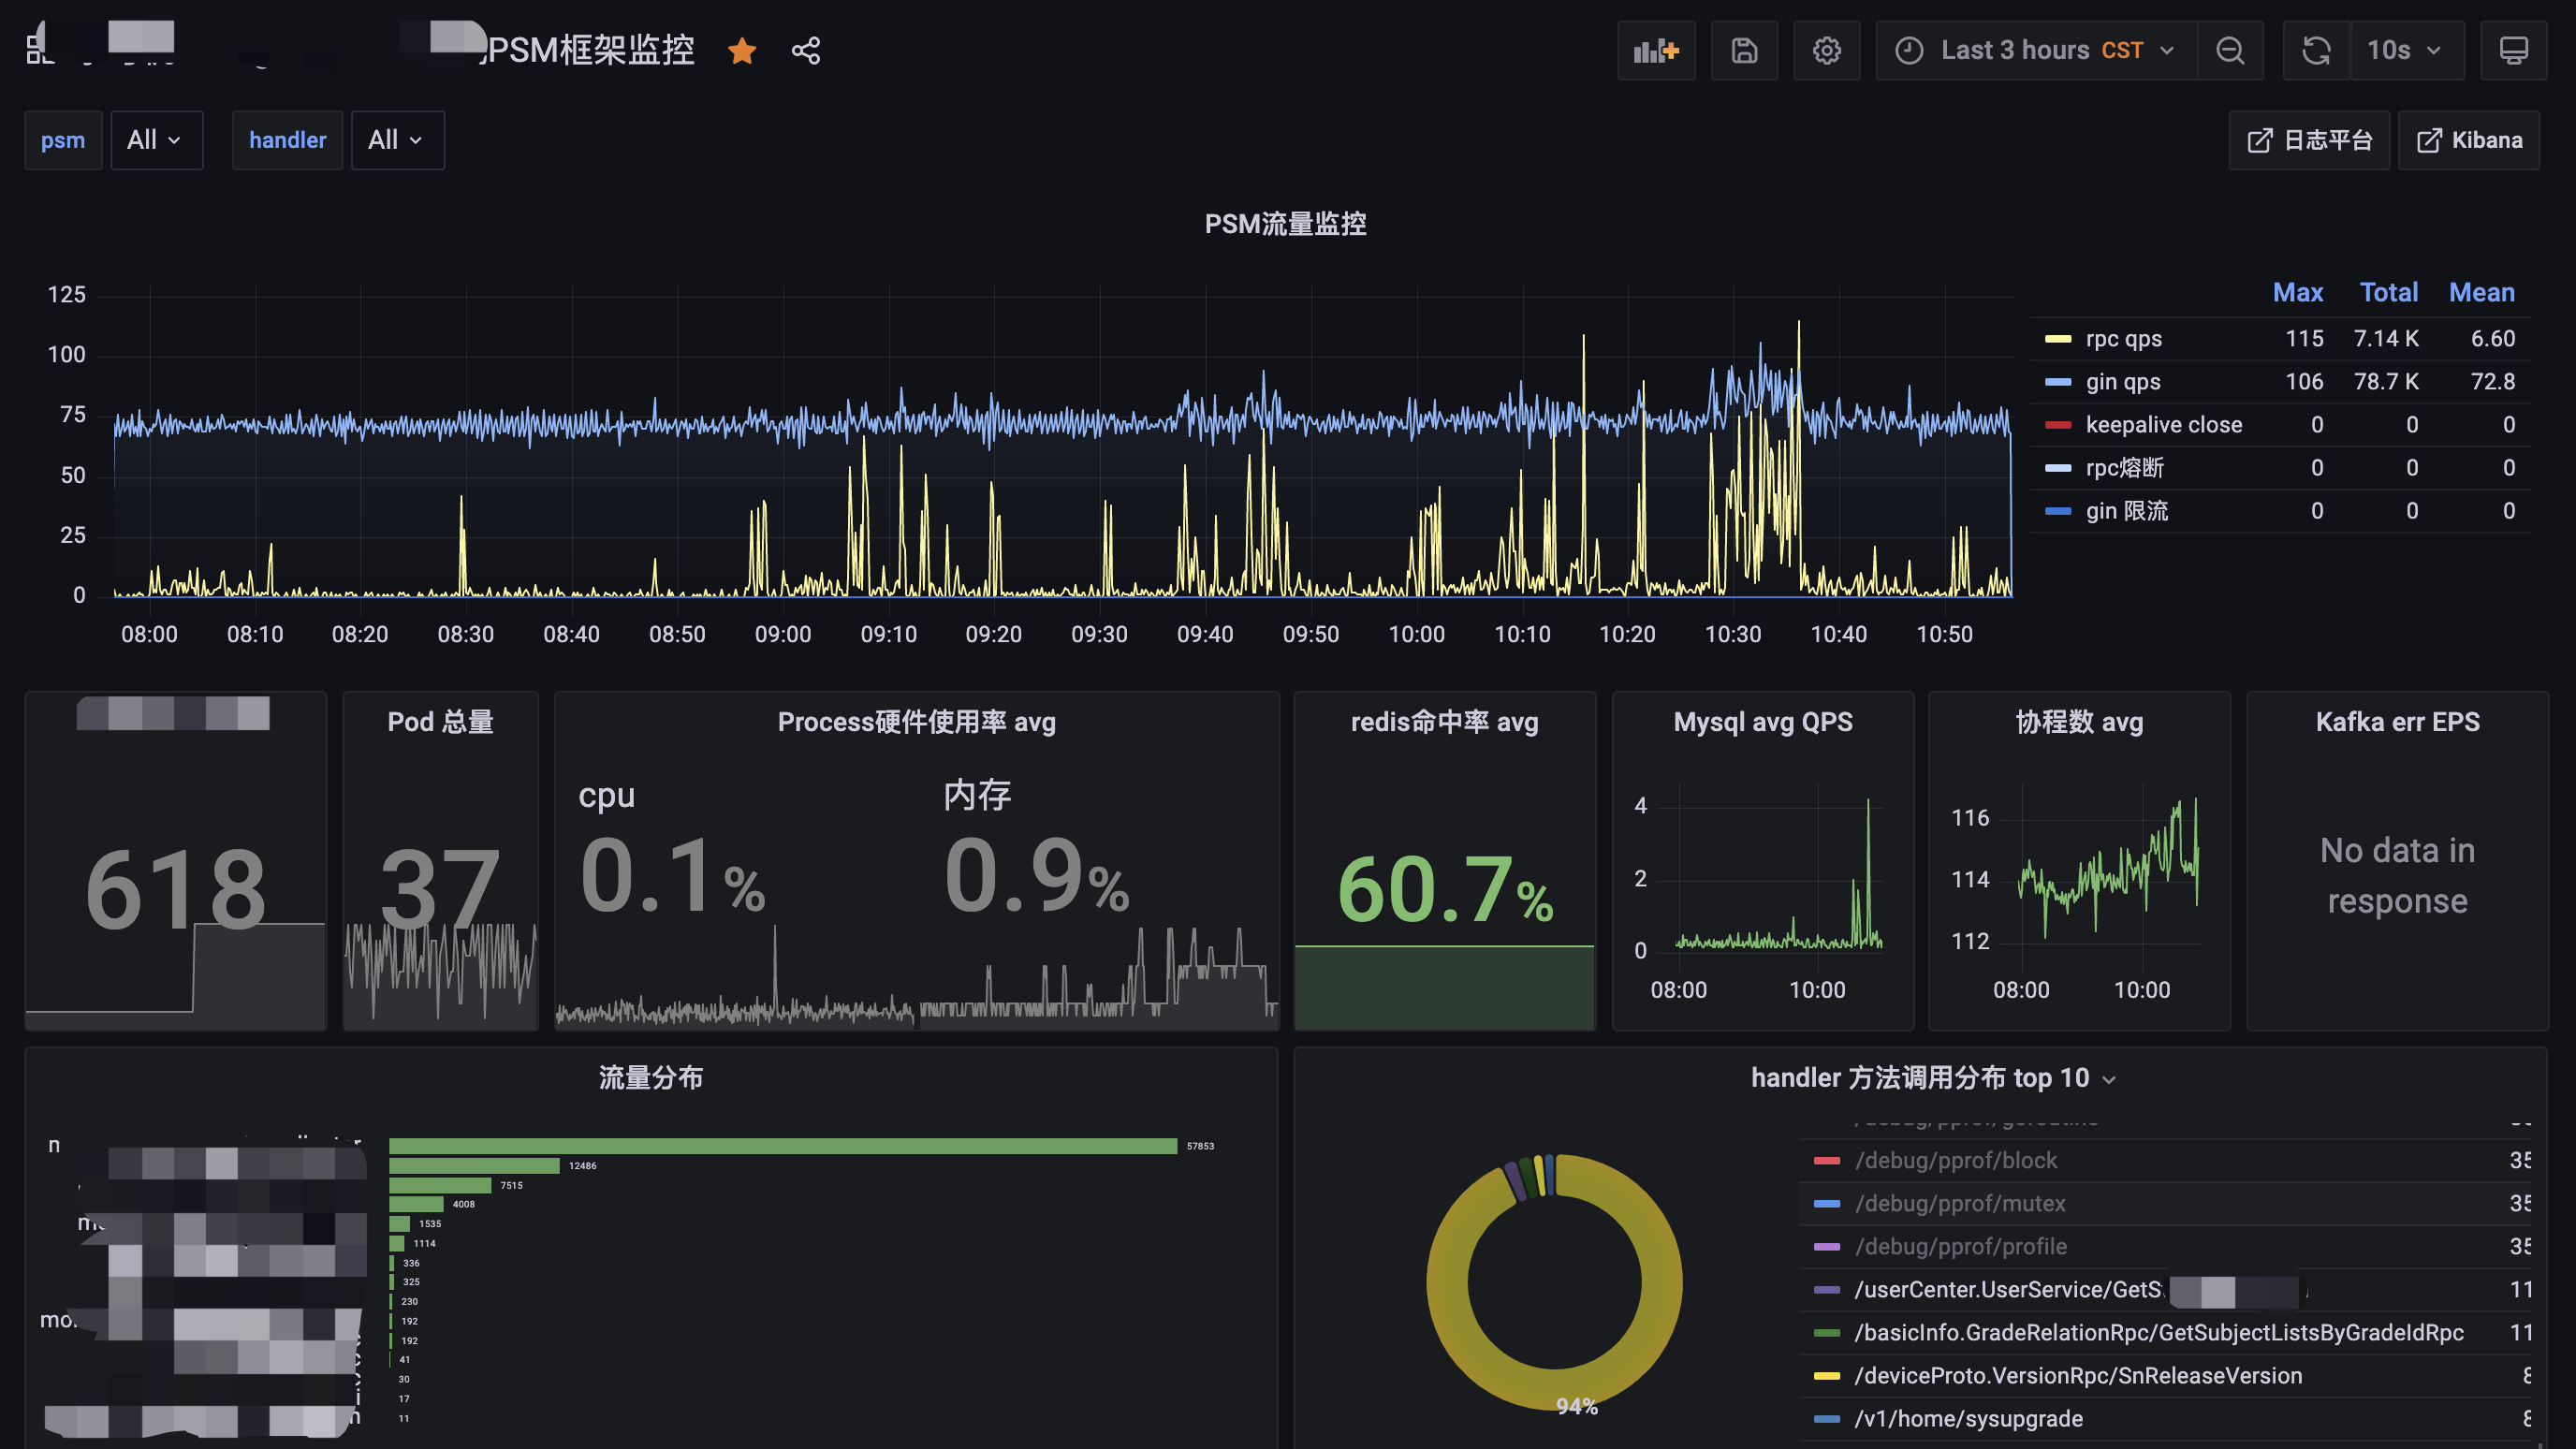 PSM框架监控
Last 3 hours CST
10s
psm
All
handler
All
日志平台
Kibana
PSM流量监控
125
100
75
50
25
0
08:00 08:10 08:20 08:30 08:40 08:50 09:00 09:10 09:20 09:30 09:40 09:50 10:00 10:10 10:20 10:30 10:40 10:50
Max Total Mean
rpc qps 115 7.14 K 6.60
gin qps 106 78.7 K 72.8
keepalive close 0 0 0
rpc熔断 0 0 0
gin 限流 0 0 0
618
Pod 总量
37
Process硬件使用率 avg
cpu
0.1%
内存
0.9%
redis命中率 avg
60.7%
Mysql avg QPS
4
2
0
08:00 10:00
协程数 avg
116
114
112
08:00 10:00
Kafka err EPS
No data in
response
流量分布
57853
12486
7515
4008
1535
1114
336
325
230
192
192
41
30
17
11
handler 方法调用分布 top 10
94%
/debug/pprof/block 35
/debug/pprof/mutex 35
/debug/pprof/profile 35
/userCenter.UserService/GetS 11
/basicInfo.GradeRelationRpc/GetSubjectListsByGradeIdRpc 11
/deviceProto.VersionRpc/SnReleaseVersion 8
/v1/home/sysupgrade